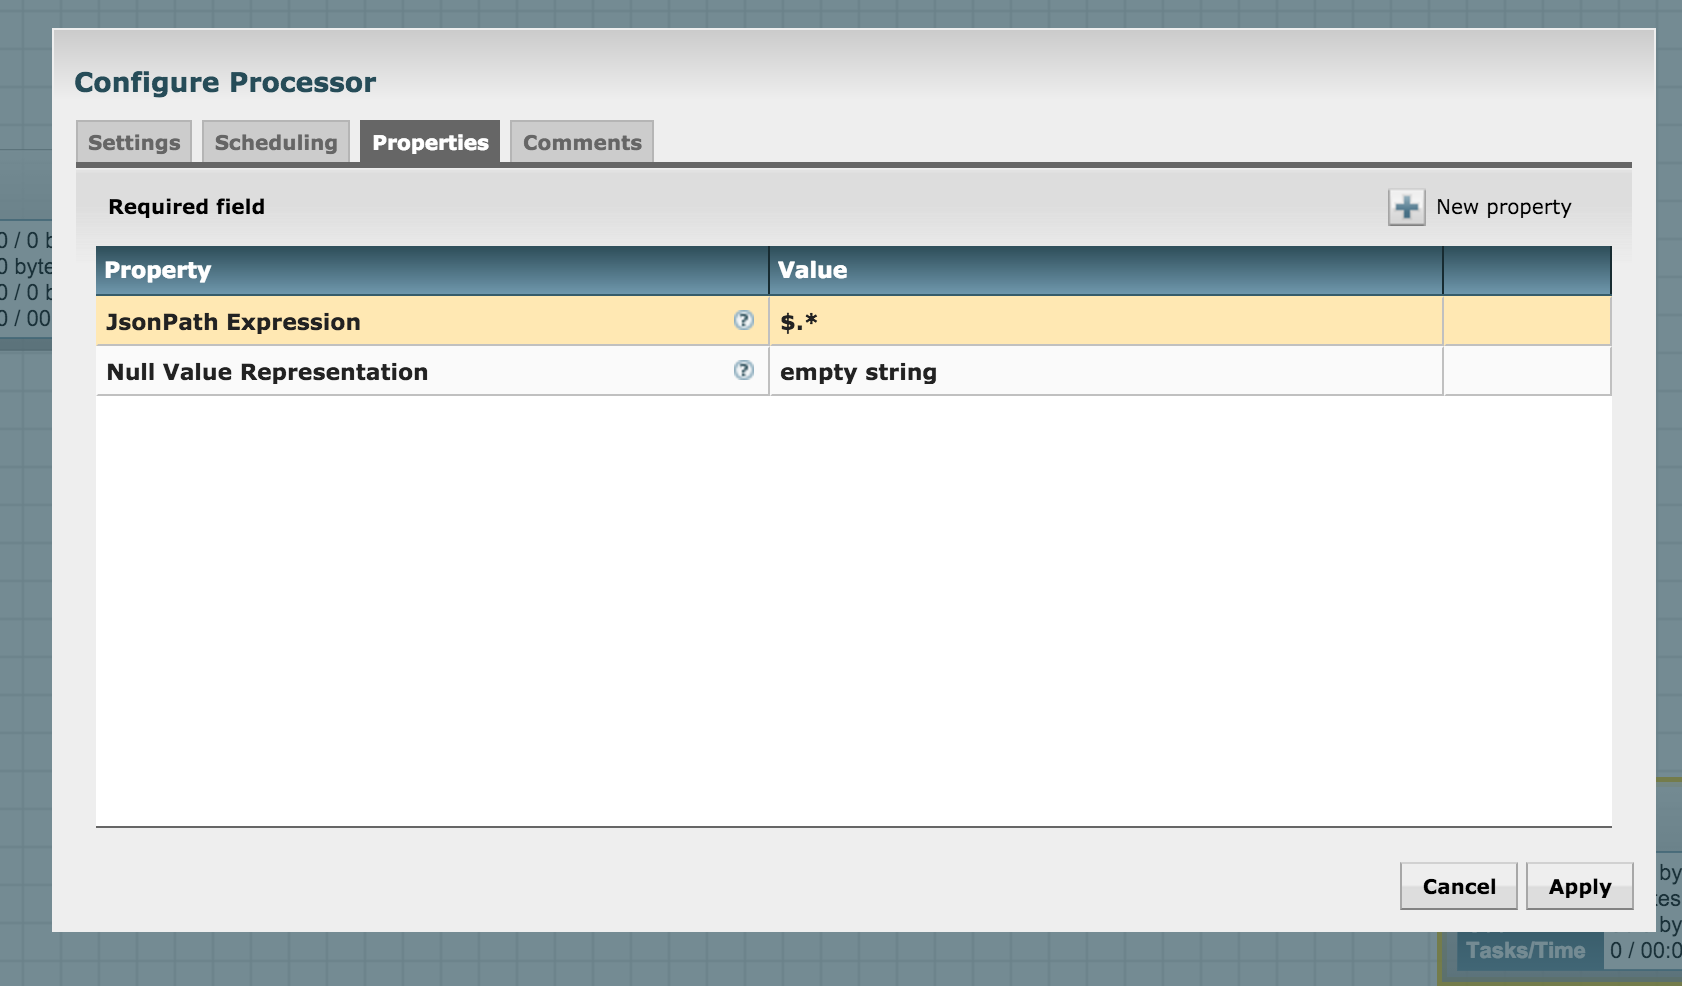 Configure Processor
Settings Scheduling Properties Comments
Required field
New property
Property Value
JsonPath Expression ? $.*
Null Value Representation ? empty string
0 / 0 b
0 byte
0 / 0 b
0 / 00
Cancel Apply
by
tes
by
Tasks/Time 0 / 00:0